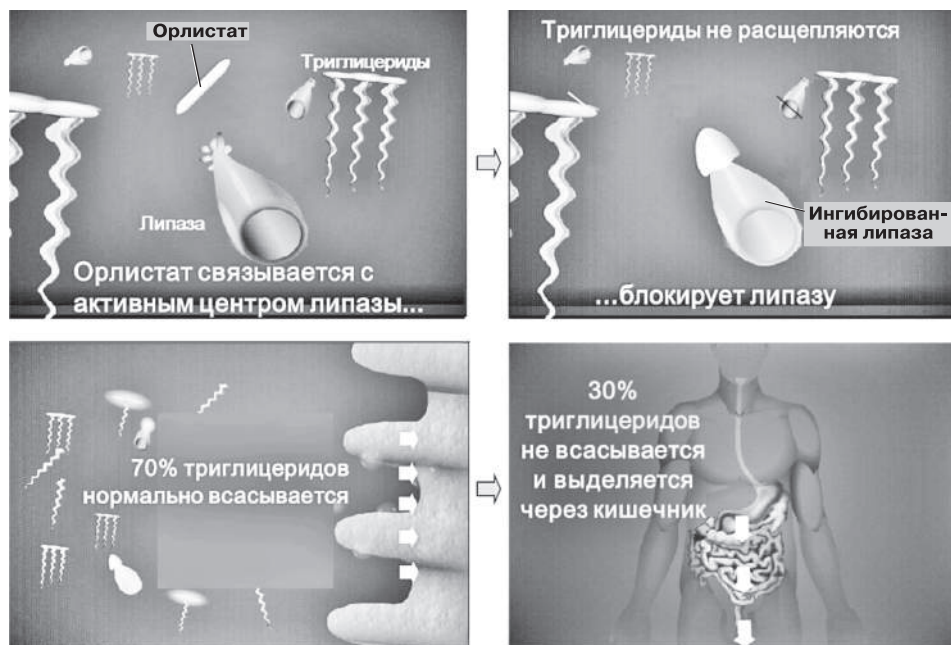 Орлистат
Триглицериды
Липаза
Орлистат связывается с
активным центром липазы...
Триглицериды не расщепляются
Ингибирован-
ная липаза
...блокирует липазу
70% триглицеридов
нормально всасывается
30%
триглицеридов
не всасывается
и выделяется
через кишечник